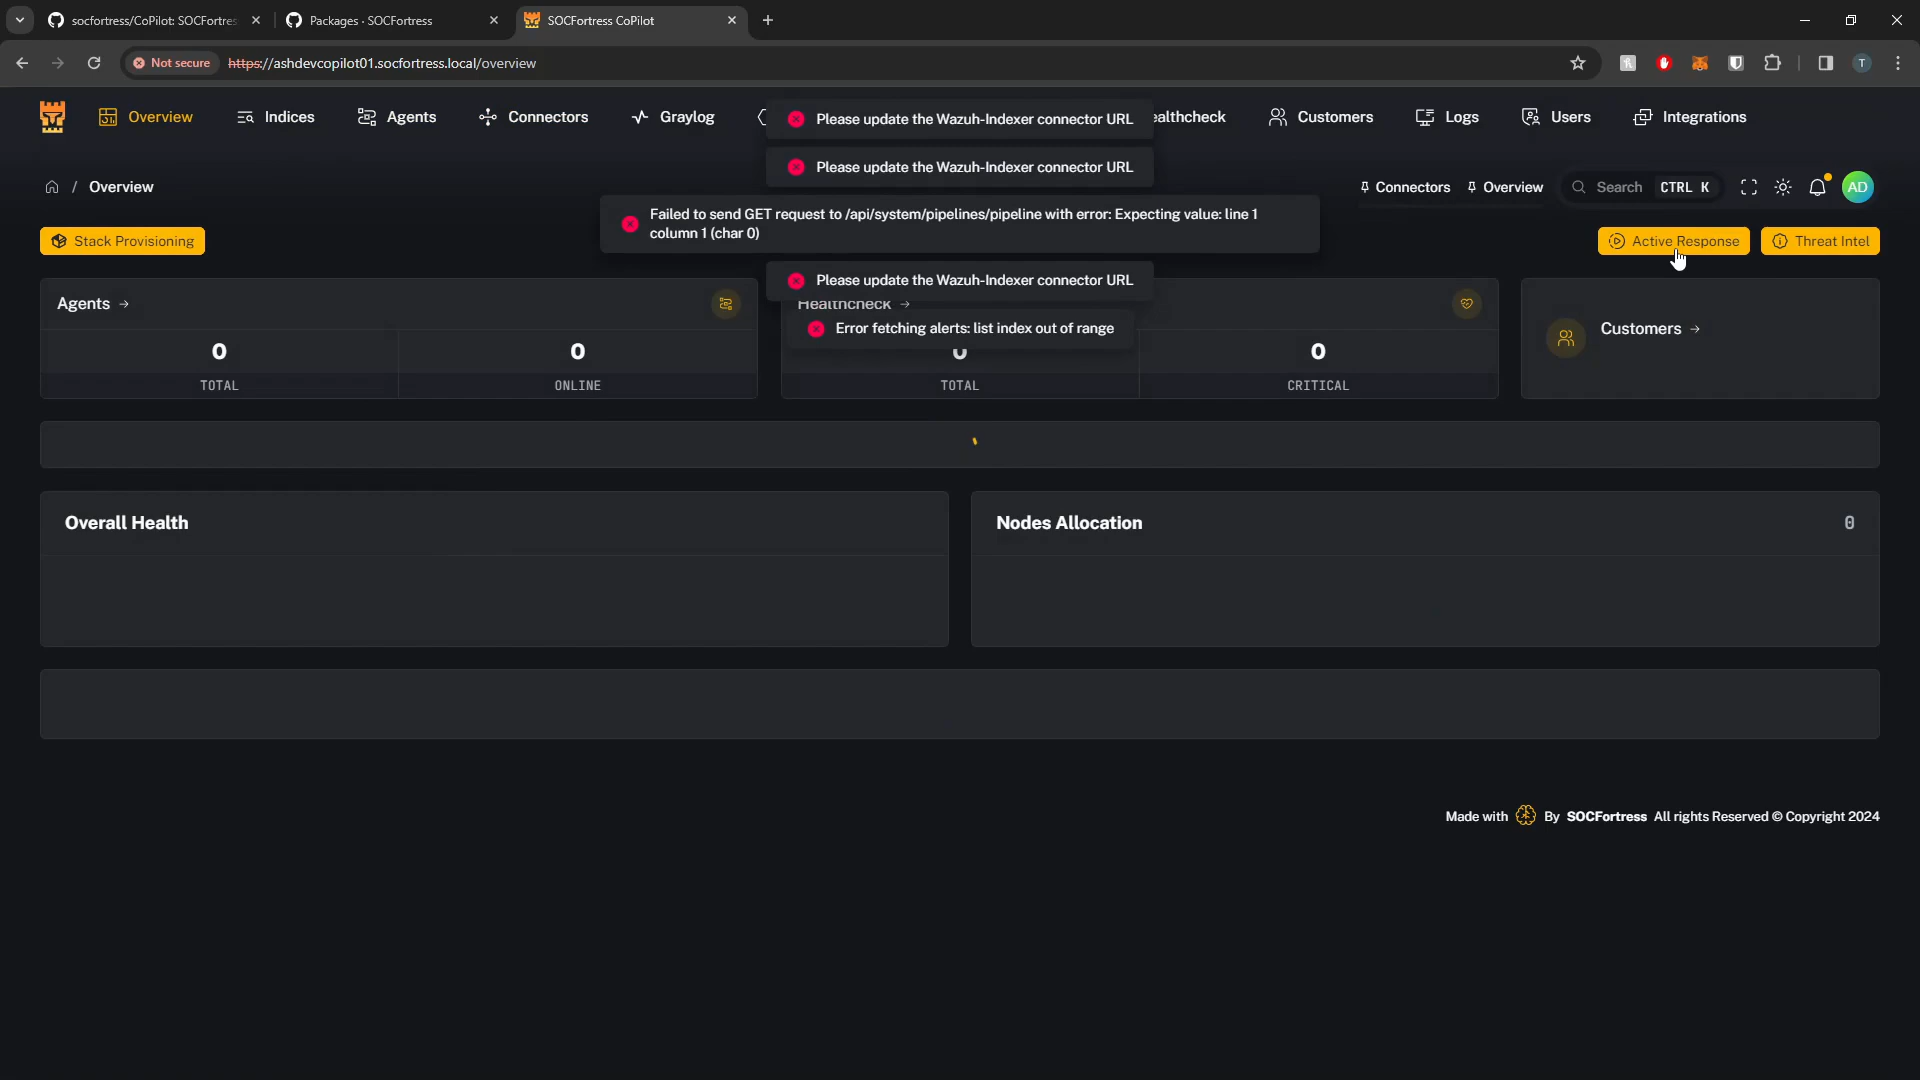 socfortress/CoPilot: SOCFortres
Packages · SOCFortress
SOCFortress CoPilot
Not secure
https://ashdevcopilot01.socfortress.local/overview
T
Overview
Indices
Agents
Connectors
Graylog
ealthcheck
Customers
Logs
Users
Integrations
Please update the Wazuh-Indexer connector URL
Please update the Wazuh-Indexer connector URL
/ Overview
Connectors
Overview
Search CTRL K
AD
Failed to send GET request to /api/system/pipelines/pipeline with error: Expecting value: line 1
column 1 (char 0)
Stack Provisioning
Active Response
Threat Intel
Please update the Wazuh-Indexer connector URL
Agents →
Healthcheck →
Error fetching alerts: list index out of range
Customers →
0
0
0
0
TOTAL
ONLINE
TOTAL
CRITICAL
Overall Health
Nodes Allocation
0
Made with By SOCFortress All rights Reserved © Copyright 2024